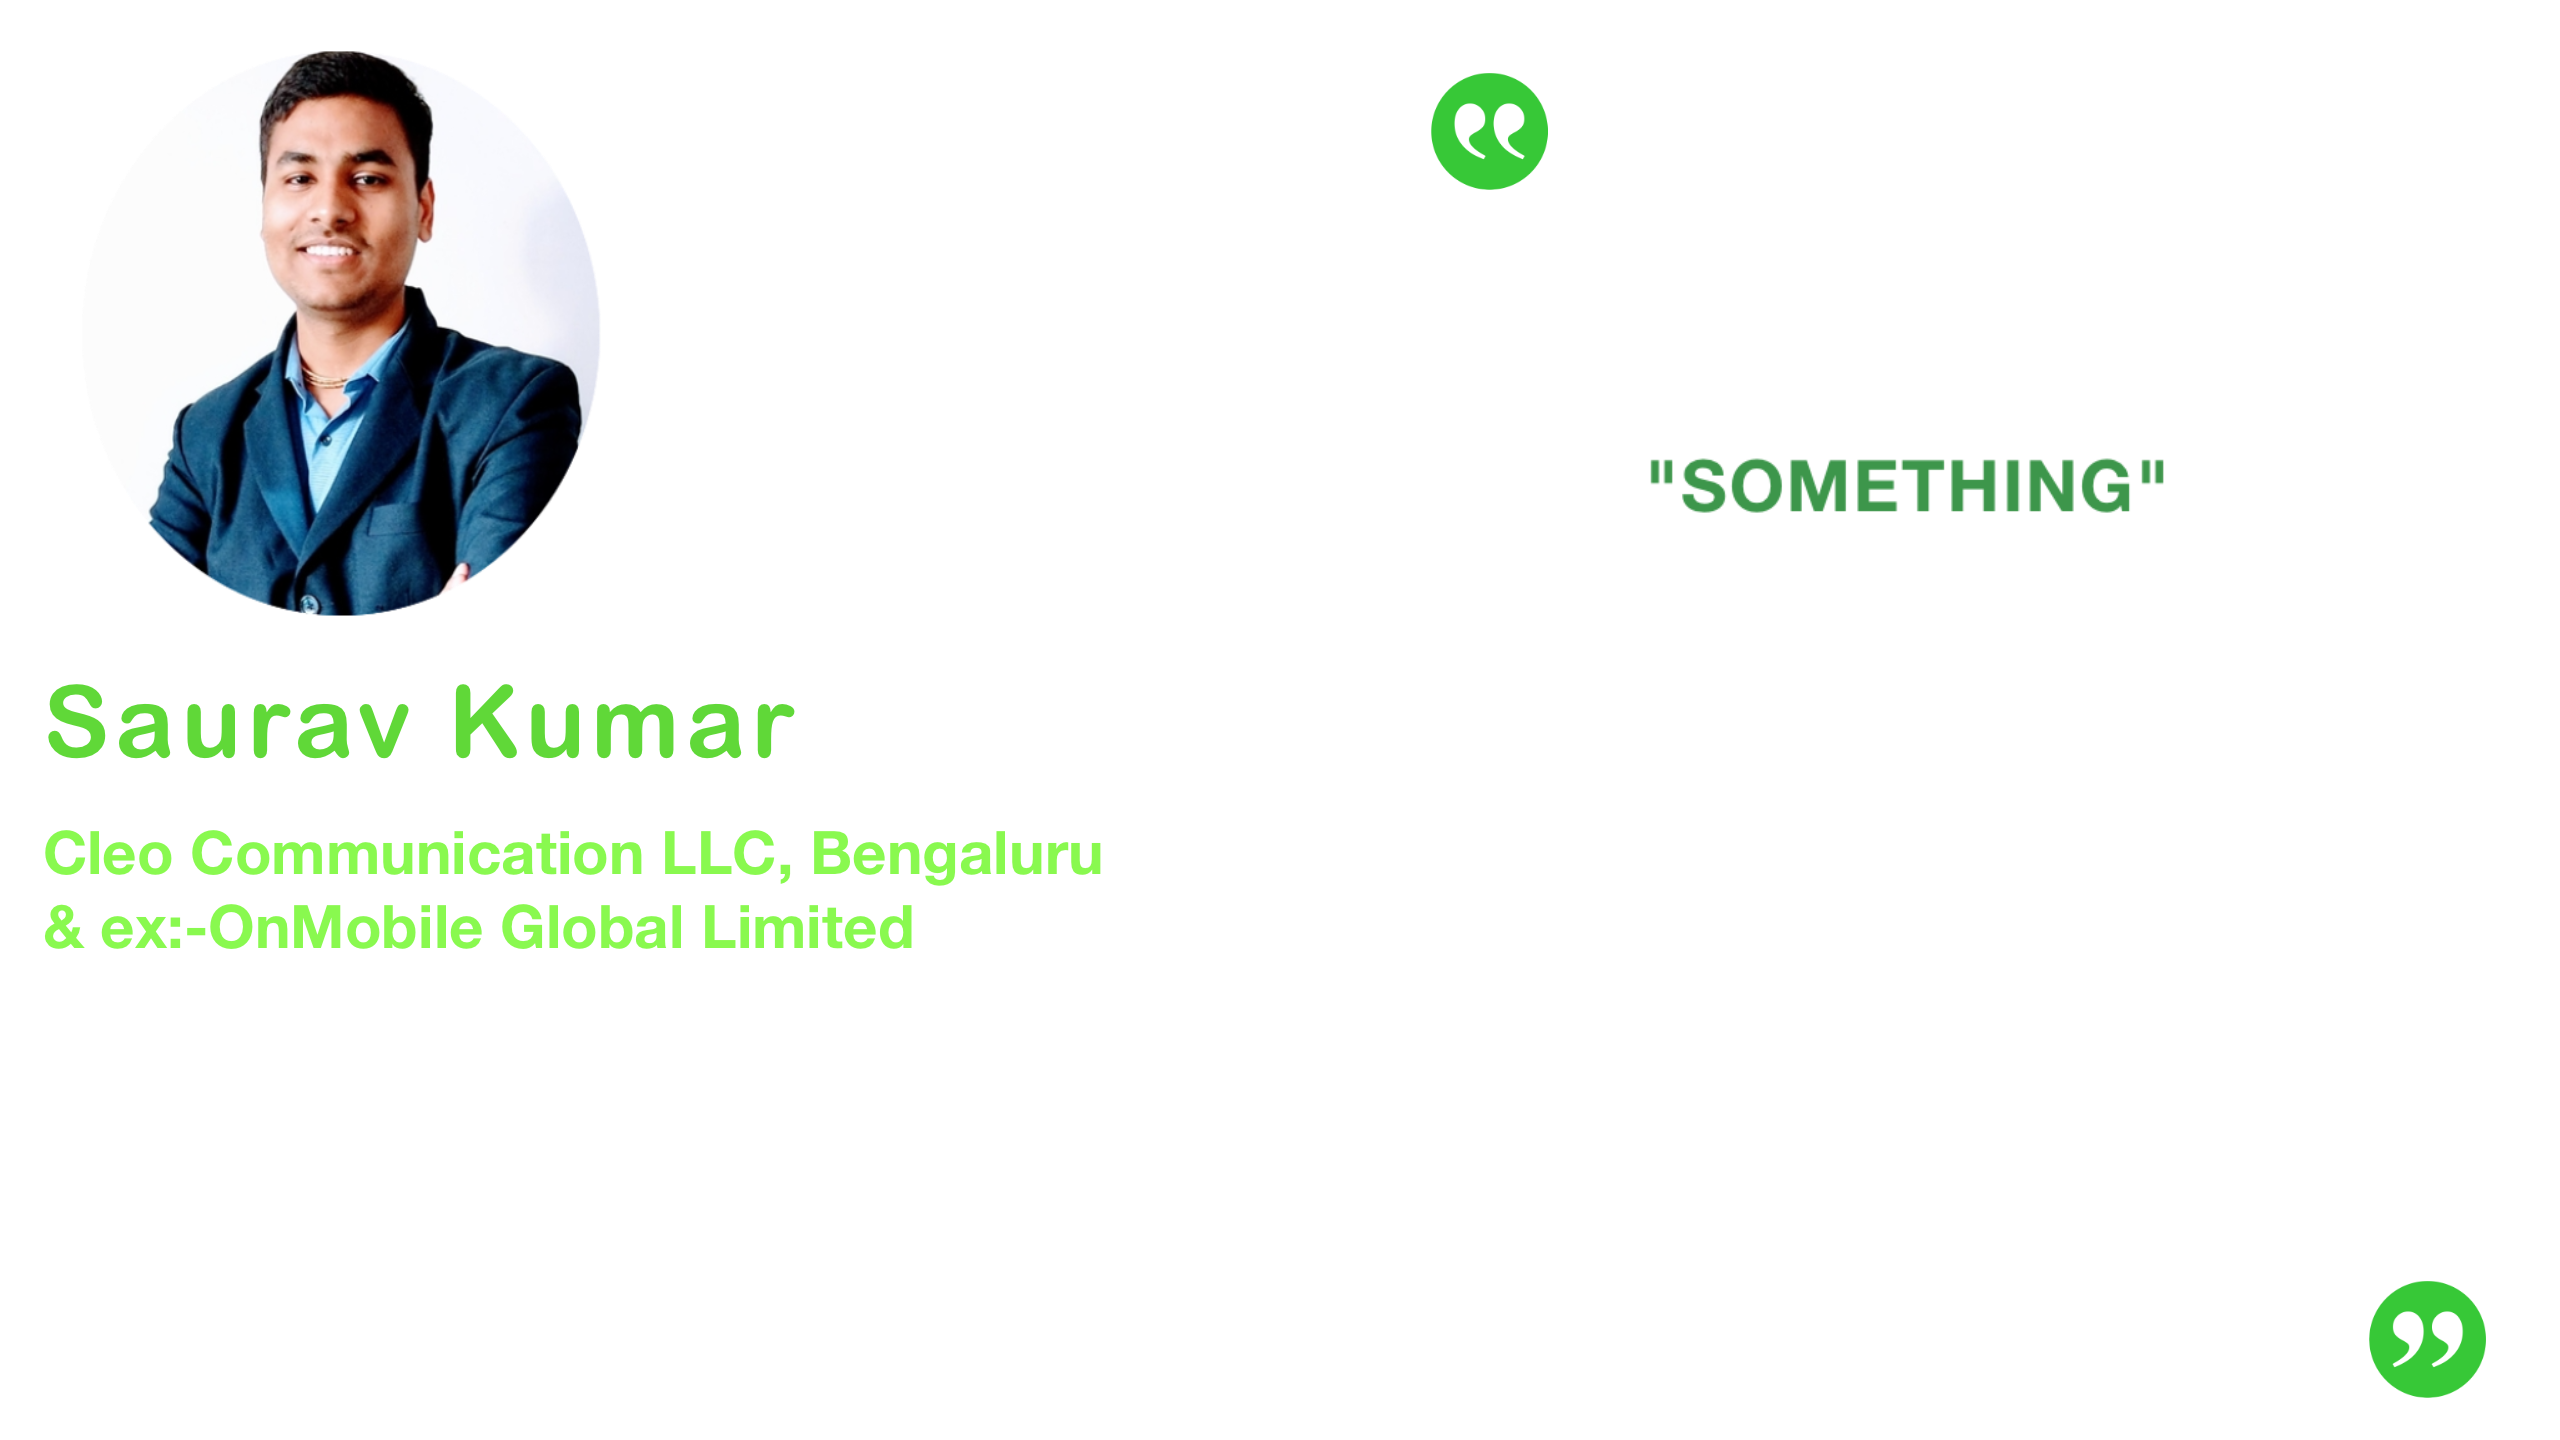 Saurav Kumar
Cleo Communication LLC, Bengaluru
& ex:-OnMobile Global Limited
"SOMETHING"